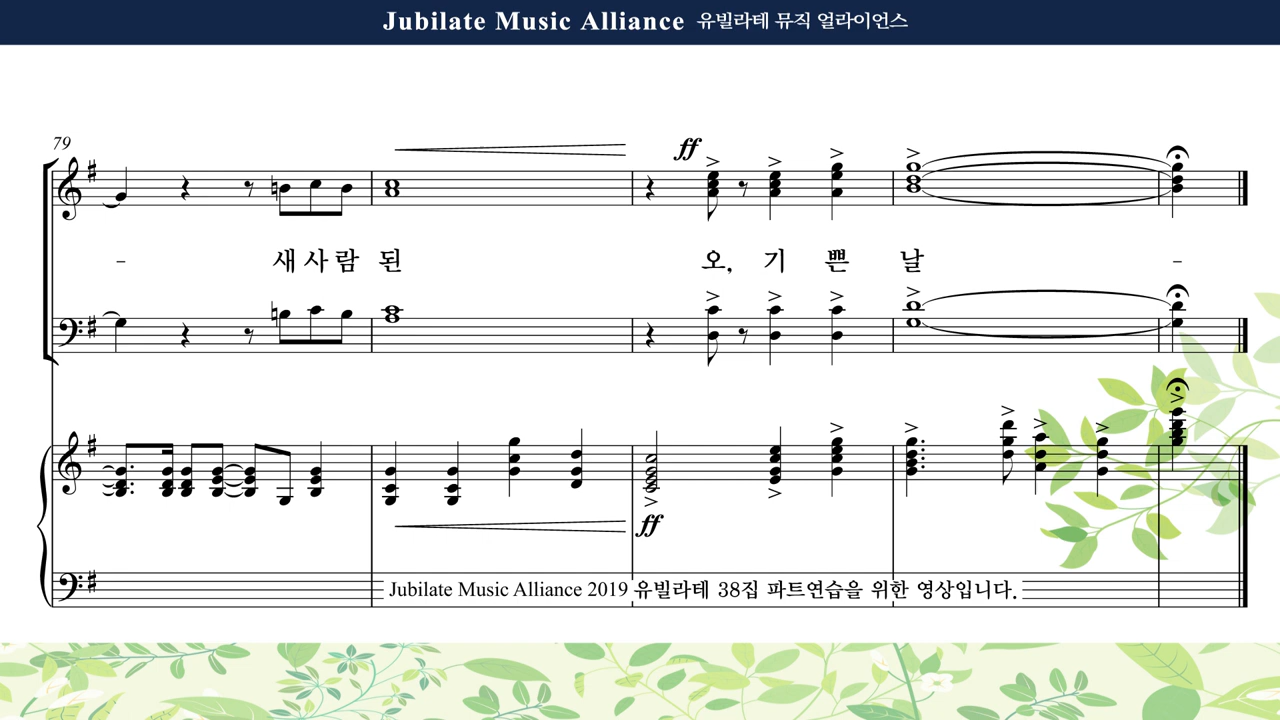 Jubilate Music Alliance 유빌라테 뮤직 얼라이언스
79
ff
- 새 사 람 된 오, 기 쁜 날 -
ff
Jubilate Music Alliance 2019 유빌라테 38집 파트연습을 위한 영상입니다.